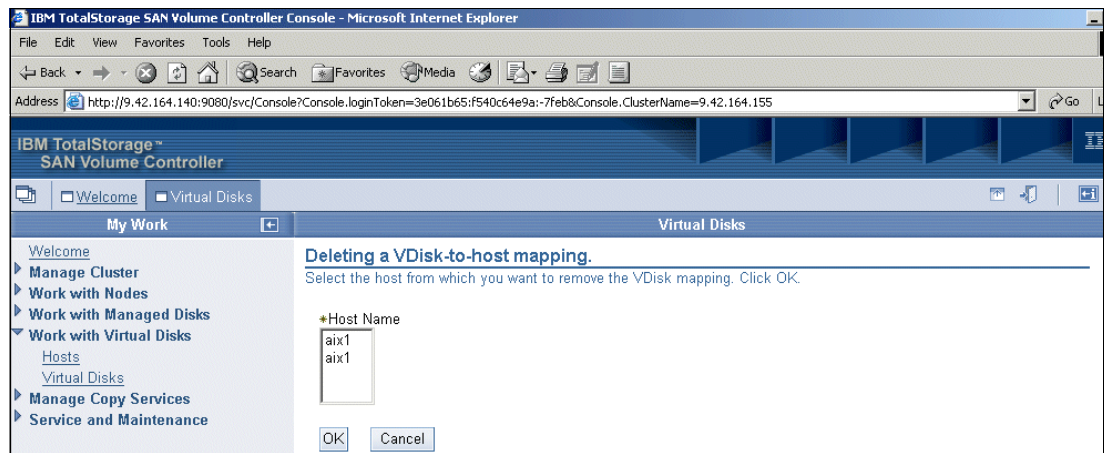 IBM TotalStorage SAN Volume Controller Console - Microsoft Internet Explorer
File Edit View Favorites Tools Help
Back Search Favorites Media
Address http://9.42.164.140:9080/svc/Console?Console.loginToken=3e061b65:f540c64e9a:-7feb&Console.ClusterName=9.42.164.155 Go
IBM TotalStorage™
SAN Volume Controller
Welcome Virtual Disks
My Work Virtual Disks
Welcome
Manage Cluster
Work with Nodes
Work with Managed Disks
Work with Virtual Disks
Hosts
Virtual Disks
Manage Copy Services
Service and Maintenance
Deleting a VDisk-to-host mapping.
Select the host from which you want to remove the VDisk mapping. Click OK.
*Host Name
aix1
aix1
OK Cancel